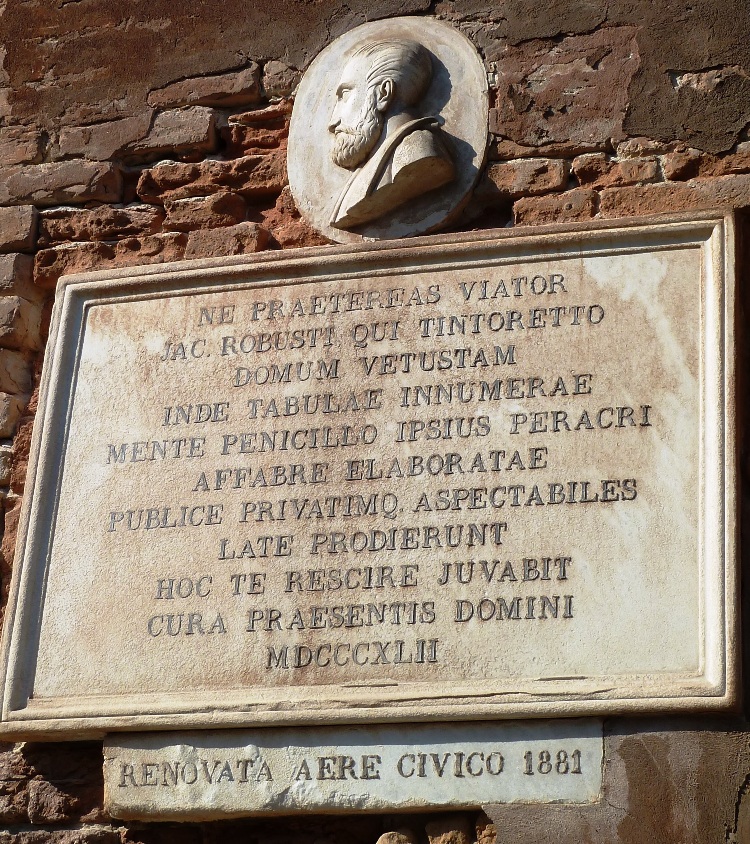 NE PRAETEREAS VIATOR
JAC. ROBUSTI QUI TINTORETTO
DOMUM VETUSTAM
INDE TABULAE INNUMERAE
MENTE PENICILLO IPSIUS PERACRI
AFFABRE ELABORATAE
PUBLICE PRIVATIMQ. ASPECTABILES
LATE PRODIERUNT
HOC TE RESCIRE JUVABIT
CURA PRAESENTIS DOMINI
MDCCCXLII
RENOVATA AERE CIVICO 1881